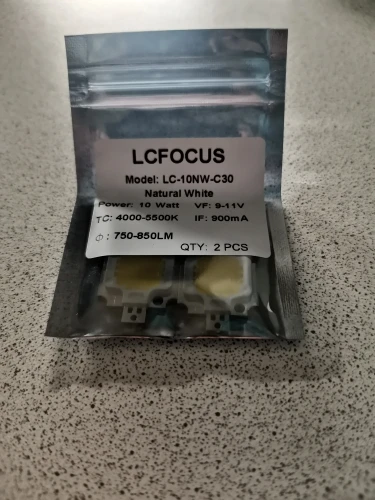 LCFOCUS
Model: LC-10NW-C30
Natural White
Power: 10 Watt VF: 9-11V
TC: 4000-5500K IF: 900mA
Φ: 750-850LM
QTY: 2 PCS